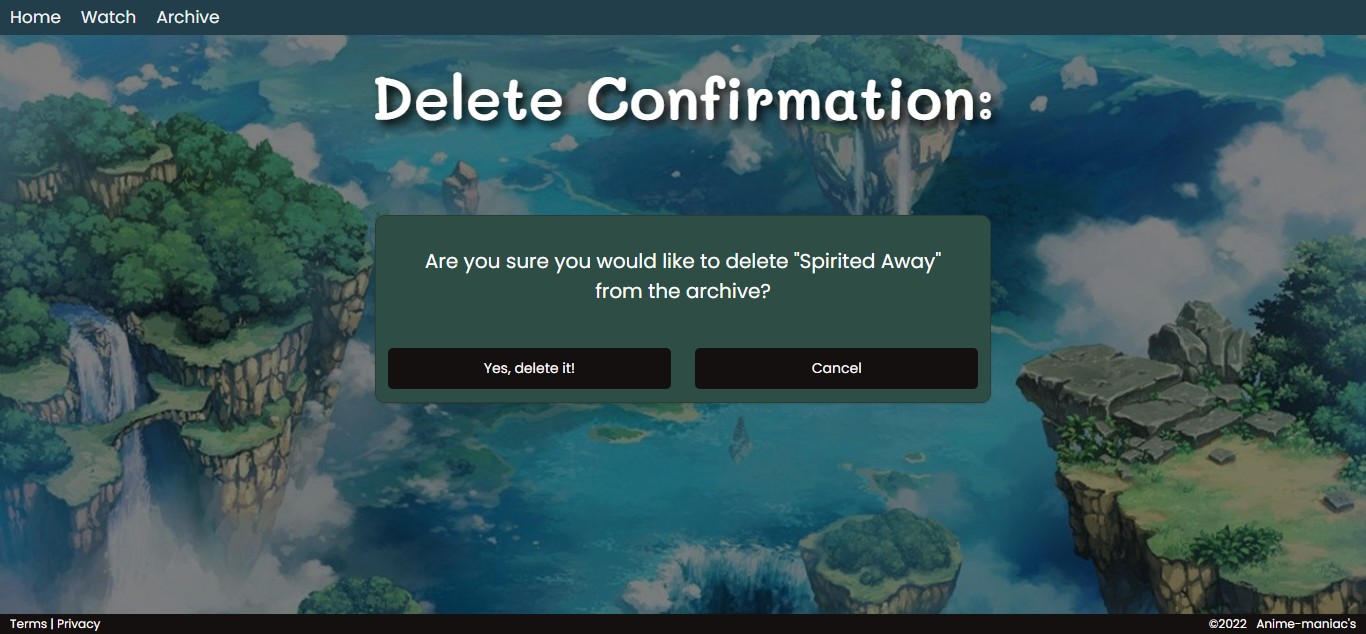 Home Watch Archive
Delete Confirmation:
Are you sure you would like to delete "Spirited Away"
from the archive?
Yes, delete it! Cancel
Terms | Privacy ©2022 Anime-maniac's